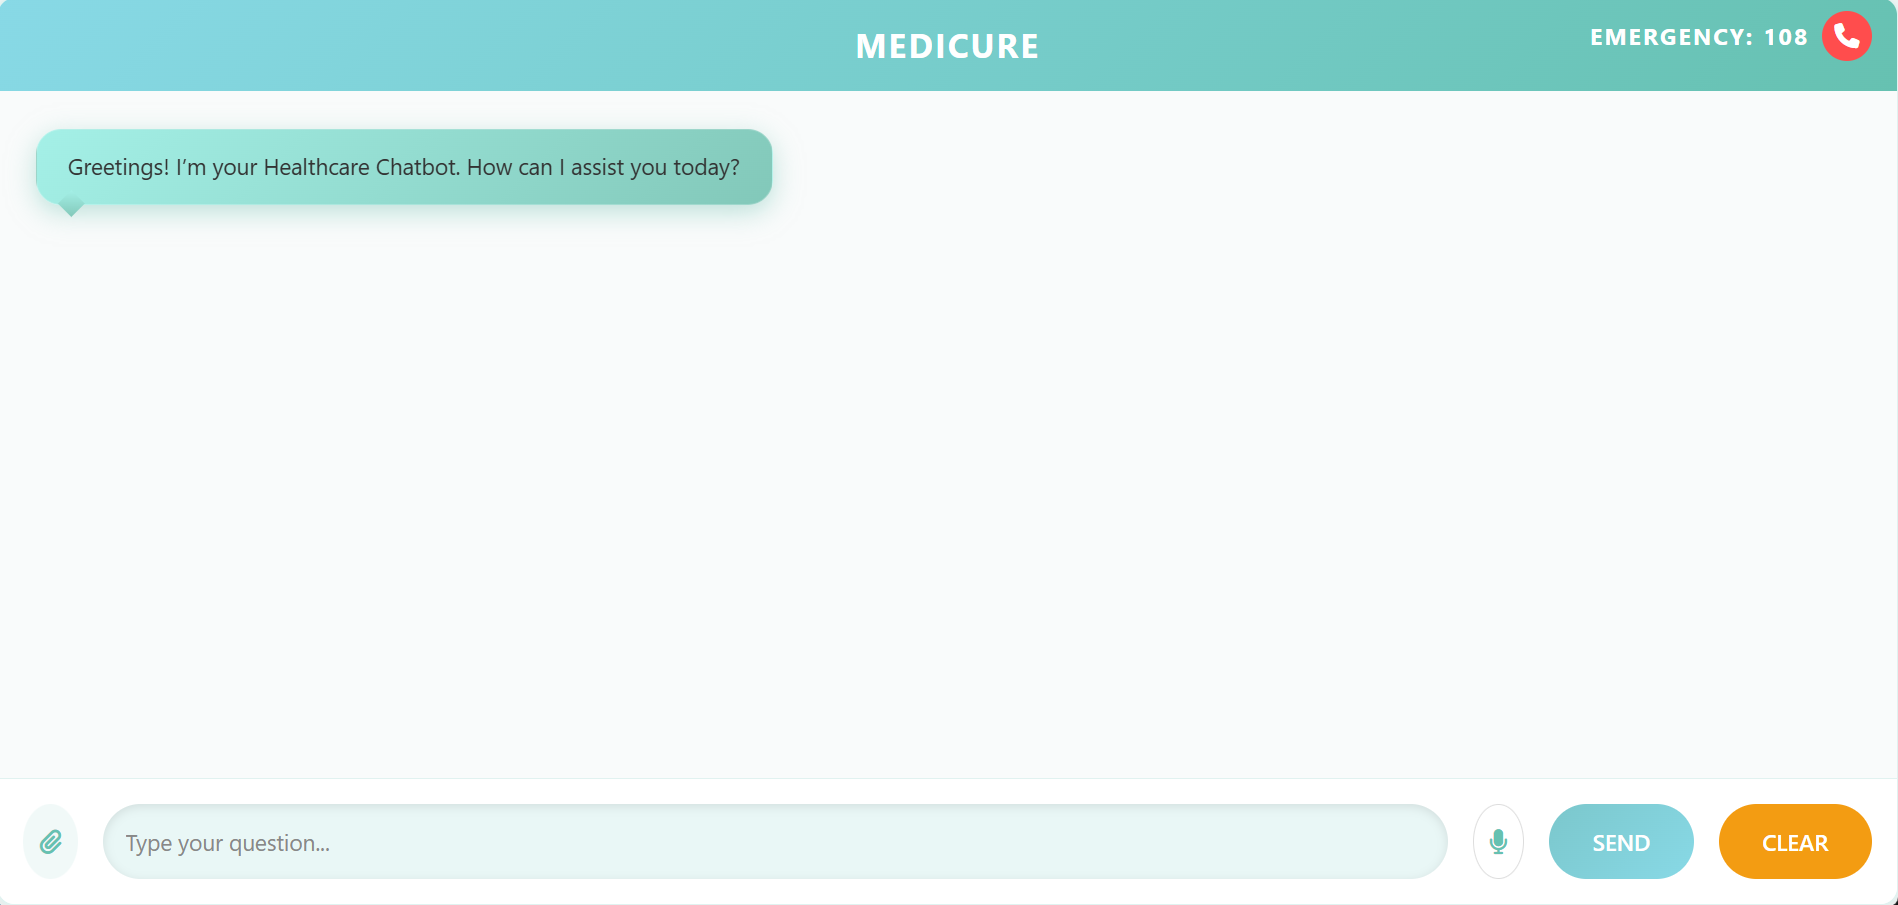 MEDICURE
EMERGENCY: 108
Greetings! I’m your Healthcare Chatbot. How can I assist you today?
Type your question...
SEND
CLEAR